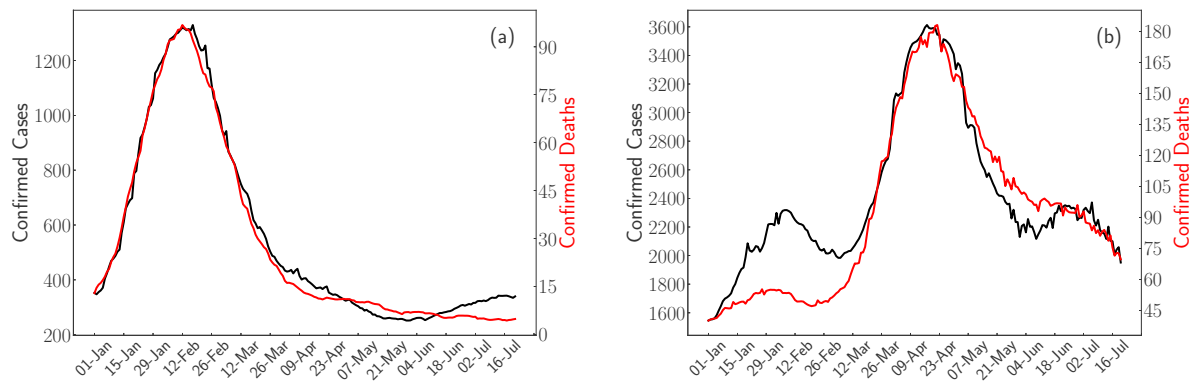 (a)
Confirmed Cases
1200
1000
800
600
400
200
90
75
60
45
30
15
0
Confirmed Deaths
01-Jan
15-Jan
29-Jan
12-Feb
26-Feb
12-Mar
26-Mar
09-Apr
23-Apr
07-May
21-May
04-Jun
18-Jun
02-Jul
16-Jul
(b)
Confirmed Cases
3600
3400
3200
3000
2800
2600
2400
2200
2000
1800
1600
180
165
150
135
120
105
90
75
60
45
Confirmed Deaths
01-Jan
15-Jan
29-Jan
12-Feb
26-Feb
12-Mar
26-Mar
09-Apr
23-Apr
07-May
21-May
04-Jun
18-Jun
02-Jul
16-Jul